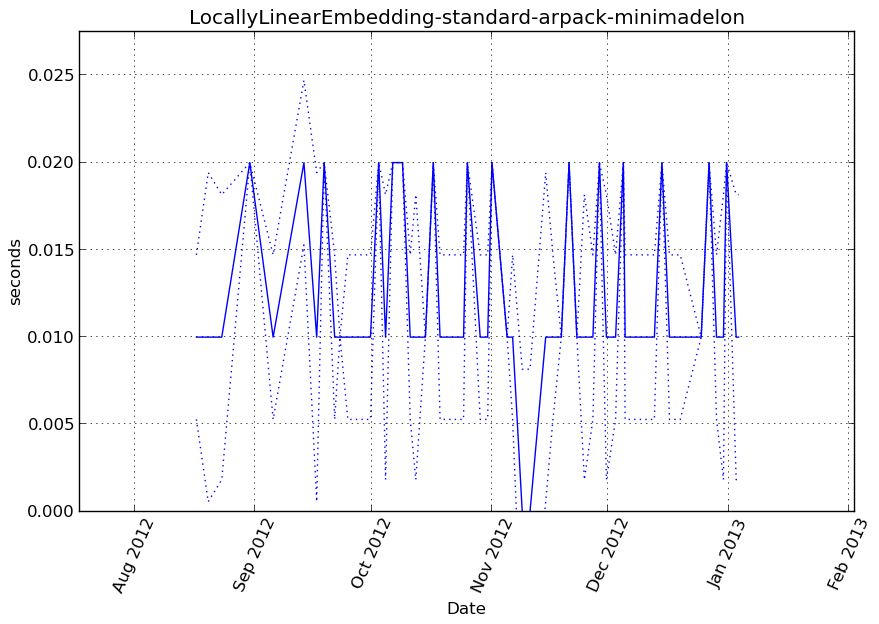 LocallyLinearEmbedding-standard-arpack-minimadelon
0.025
0.020
0.015
0.010
0.005
0.000
seconds
Aug 2012
Sep 2012
Oct 2012
Nov 2012
Dec 2012
Jan 2013
Feb 2013
Date